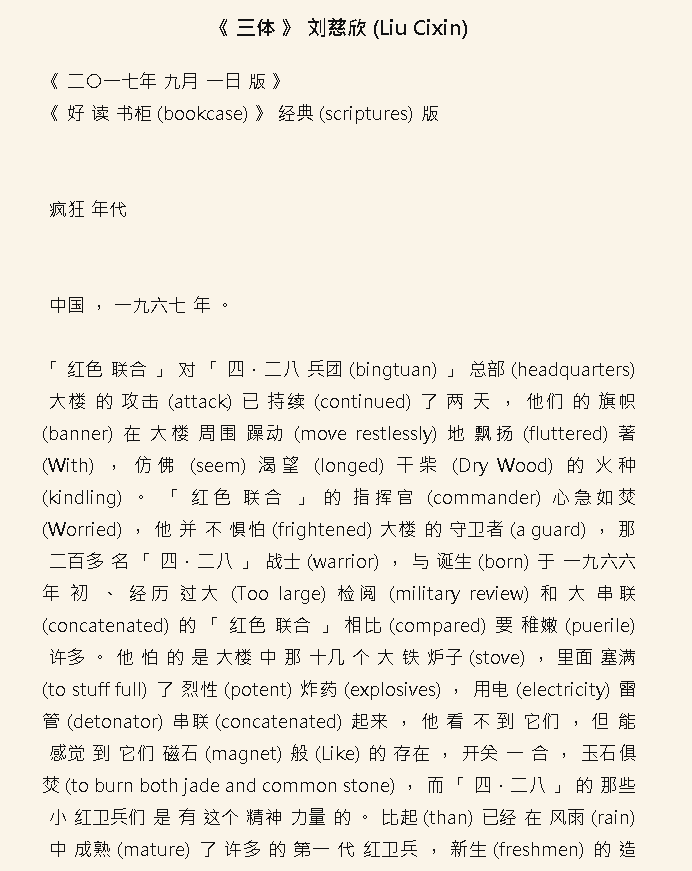 《 三体 》 刘慈欣 (Liu Cixin)
《 二〇一七年 九月 一日 版 》
《 好 读 书柜 (bookcase) 》 经典 (scriptures) 版
疯狂 年代
中国 ， 一九六七 年 。
「 红色 联合 」 对 「 四 · 二八 兵团 (bingtuan) 」 总部 (headquarters)
大楼 的 攻击 (attack) 已 持续 (continued) 了 两 天 ， 他们 的 旗帜
(banner) 在 大楼 周围 躁动 (move restlessly) 地 飘扬 (fluttered) 著
(With) ， 仿佛 (seem) 渴望 (longed) 干柴 (Dry Wood) 的 火种
(kindling) 。 「 红色 联合 」 的 指挥官 (commander) 心急如焚
(Worried) ， 他 并 不 惧怕 (frightened) 大楼 的 守卫者 (a guard) ， 那
二百多 名 「 四 · 二八 」 战士 (warrior) ， 与 诞生 (born) 于 一九六六
年 初 、 经历 过大 (Too large) 检阅 (military review) 和 大 串联
(concatenated) 的 「 红色 联合 」 相比 (compared) 要 稚嫩 (puerile)
许多 。 他 怕 的 是 大楼 中 那 十几 个 大 铁 炉子 (stove) ， 里面 塞满
(to stuff full) 了 烈性 (potent) 炸药 (explosives) ， 用电 (electricity) 雷
管 (detonator) 串联 (concatenated) 起来 ， 他 看 不 到 它们 ， 但 能
感觉 到 它们 磁石 (magnet) 般 (Like) 的 存在 ， 开关 一 合 ， 玉石俱
焚 (to burn both jade and common stone) ， 而 「 四 · 二八 」 的 那些
小 红卫兵们 是 有 这个 精神 力量 的 。 比起 (than) 已经 在 风雨 (rain)
中 成熟 (mature) 了 许多 的 第一 代 红卫兵 ， 新生 (freshmen) 的 造